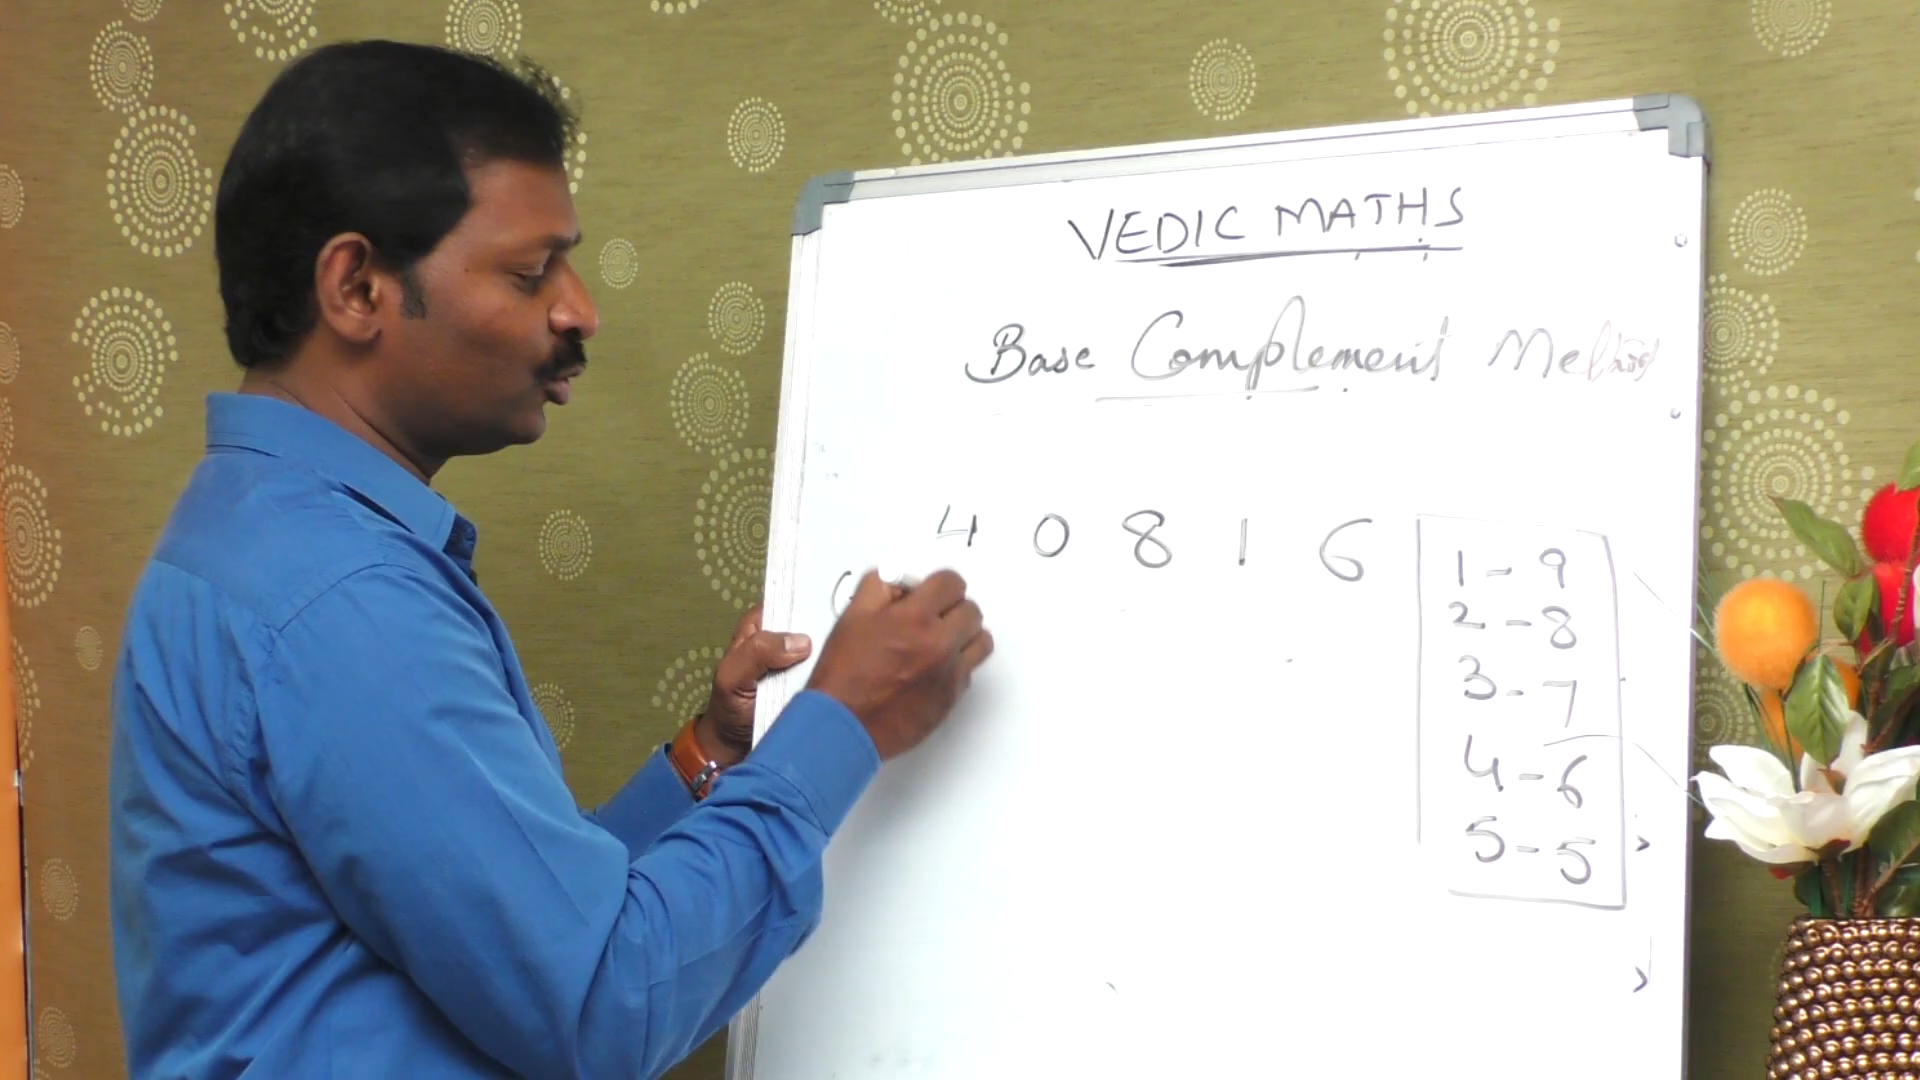 VEDIC MATHS
Base Complement Method
4 0 8 1 6
1 - 9
2 - 8
3 - 7
4 - 6
5 - 5